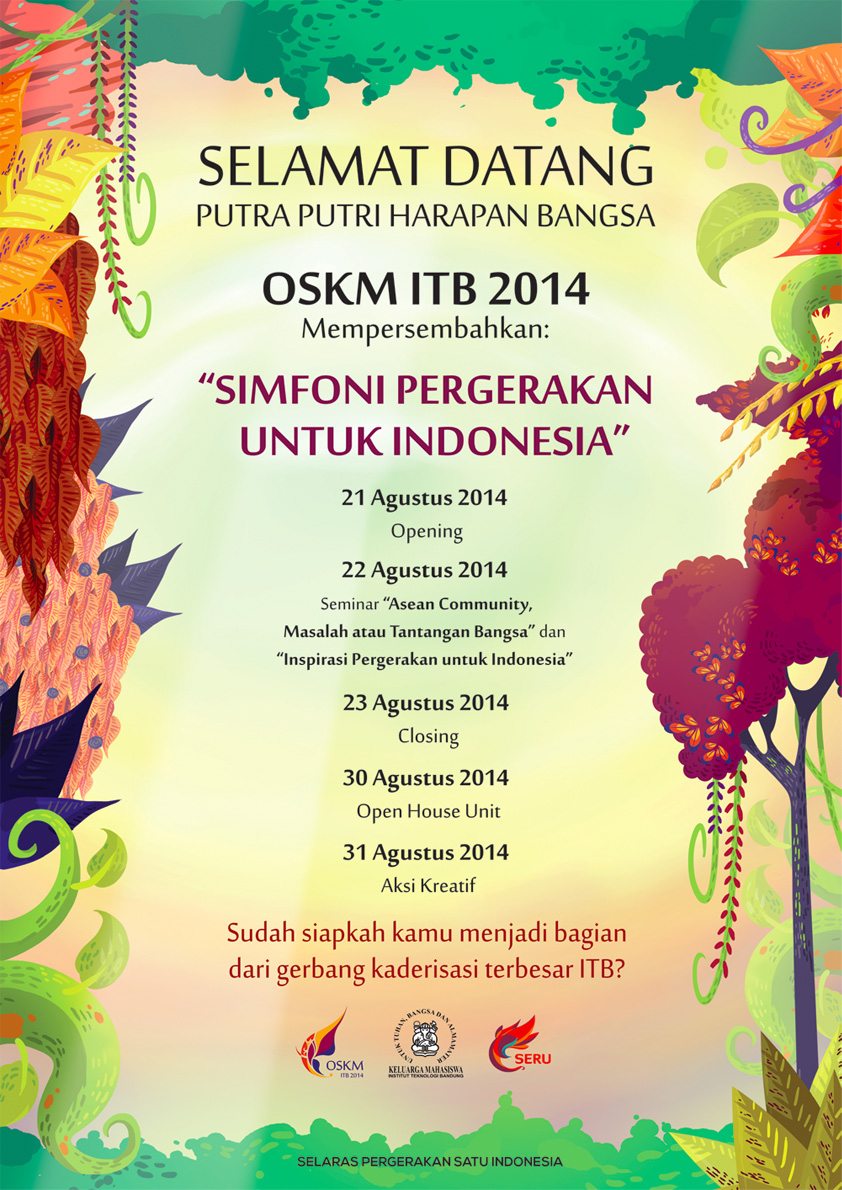 SELAMAT DATANG
PUTRA PUTRI HARAPAN BANGSA
OSKM ITB 2014
Mempersembahkan:
“SIMFONI PERGERAKAN
UNTUK INDONESIA”
21 Agustus 2014
Opening
22 Agustus 2014
Seminar “Asean Community,
Masalah atau Tantangan Bangsa” dan
“Inspirasi Pergerakan untuk Indonesia”
23 Agustus 2014
Closing
30 Agustus 2014
Open House Unit
31 Agustus 2014
Aksi Kreatif
Sudah siapkah kamu menjadi bagian
dari gerbang kaderisasi terbesar ITB?
OSKM
ITB 2014
UNTUK TUHAN, BANGSA DAN ALMAMATER
KELUARGA MAHASISWA
INSTITUT TEKNOLOGI BANDUNG
SERU
SELARAS PERGERAKAN SATU INDONESIA